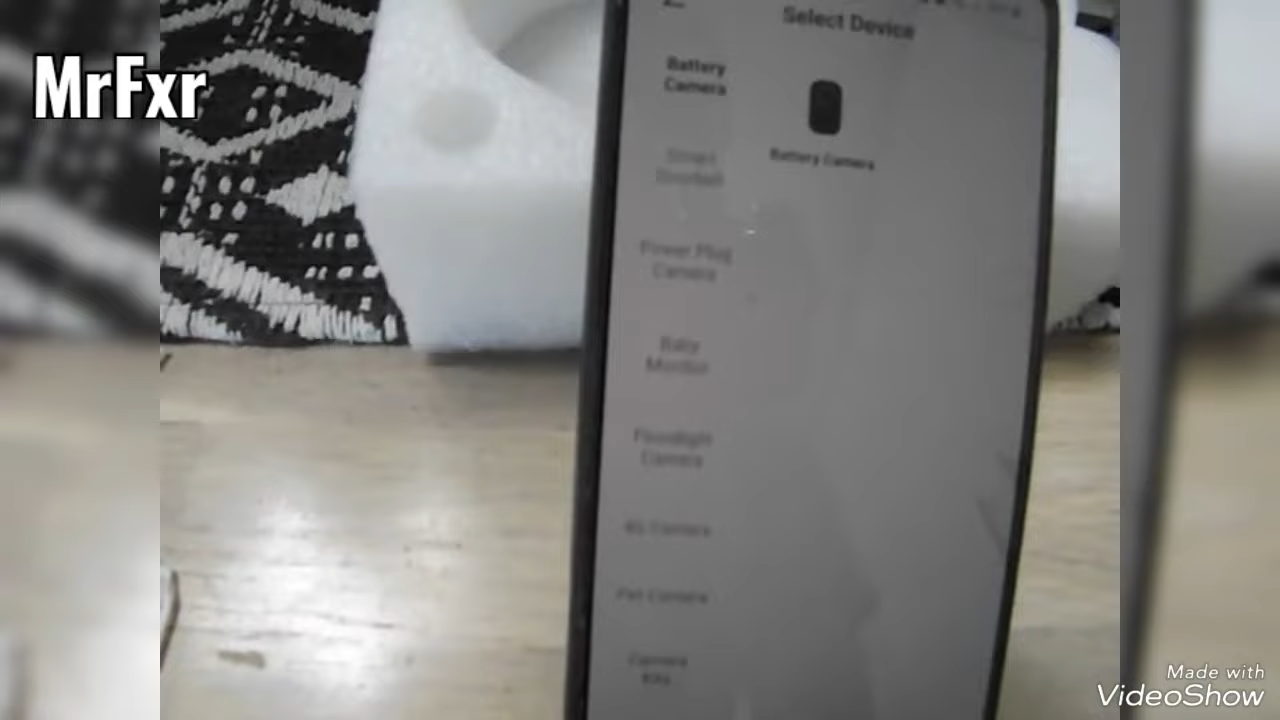 MrFxr
Select Device
Battery
Camera
Battery Camera
Smart
Doorbell
Power Plug
Camera
Baby
Monitor
Floodlight
Camera
4G Camera
Pet Camera
Camera
Kits
Made with
VideoShow